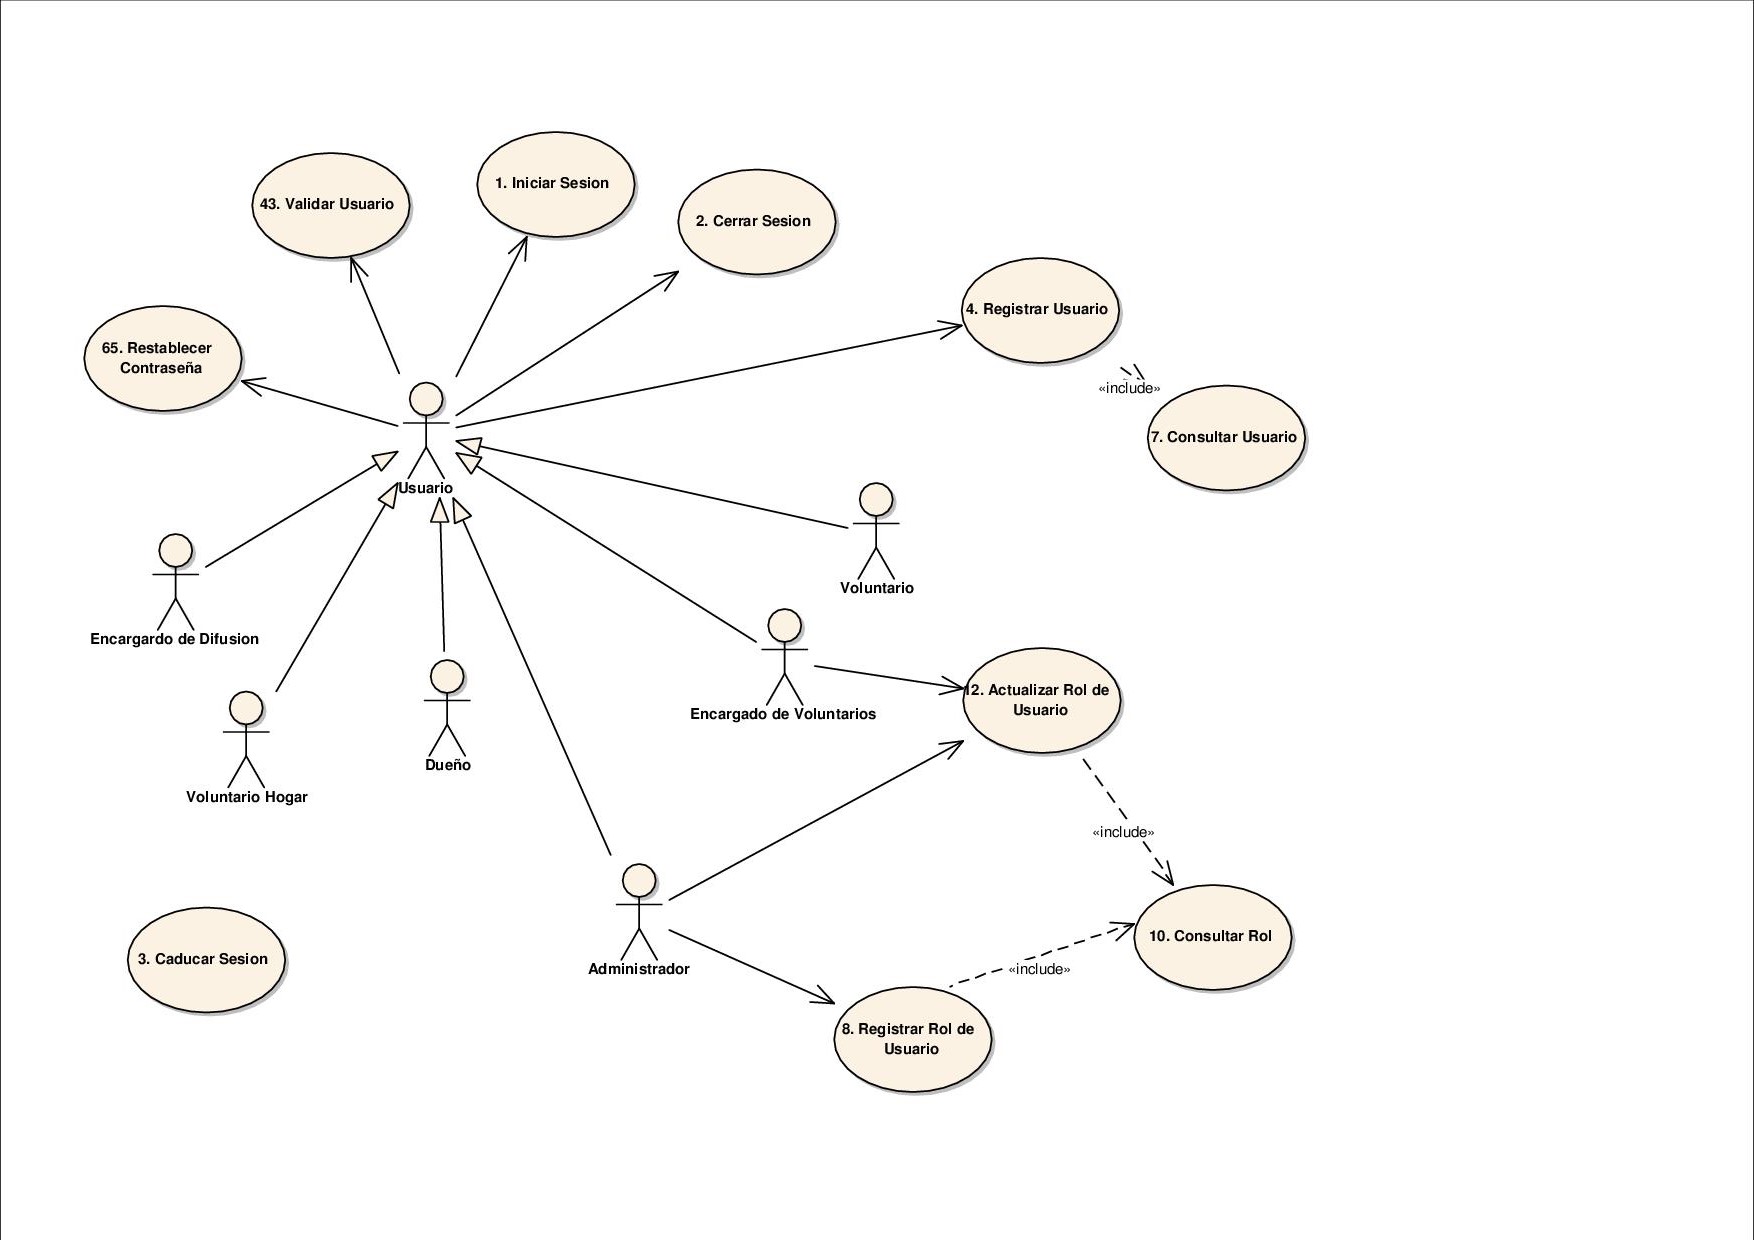 1. Iniciar Sesion
43. Validar Usuario
2. Cerrar Sesion
4. Registrar Usuario
65. Restablecer
Contraseña
«include»
7. Consultar Usuario
Usuario
Voluntario
Encargardo de Difusion
12. Actualizar Rol de
Usuario
Encargado de Voluntarios
Dueño
Voluntario Hogar
«include»
10. Consultar Rol
3. Caducar Sesion
Administrador
«include»
8. Registrar Rol de
Usuario